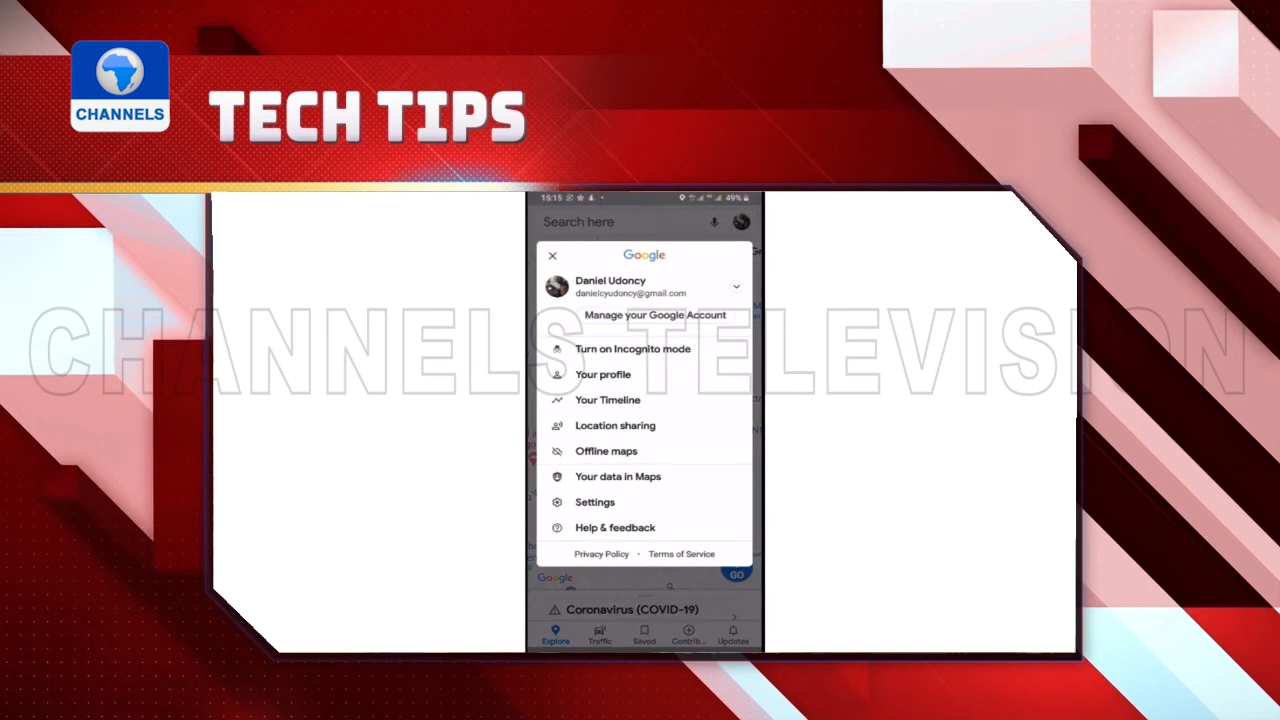 CHANNELS
TECH TIPS
15:15
49%
Search here
Google
Daniel Udoncy
danielcyudoncy@gmail.com
Manage your Google Account
CHANNELS TELEVISION
Turn on Incognito mode
Your profile
Your Timeline
Location sharing
Offline maps
Your data in Maps
Settings
Help & feedback
Privacy Policy • Terms of Service
Google
GO
Coronavirus (COVID-19)
Explore Traffic Saved Contrib... Updates